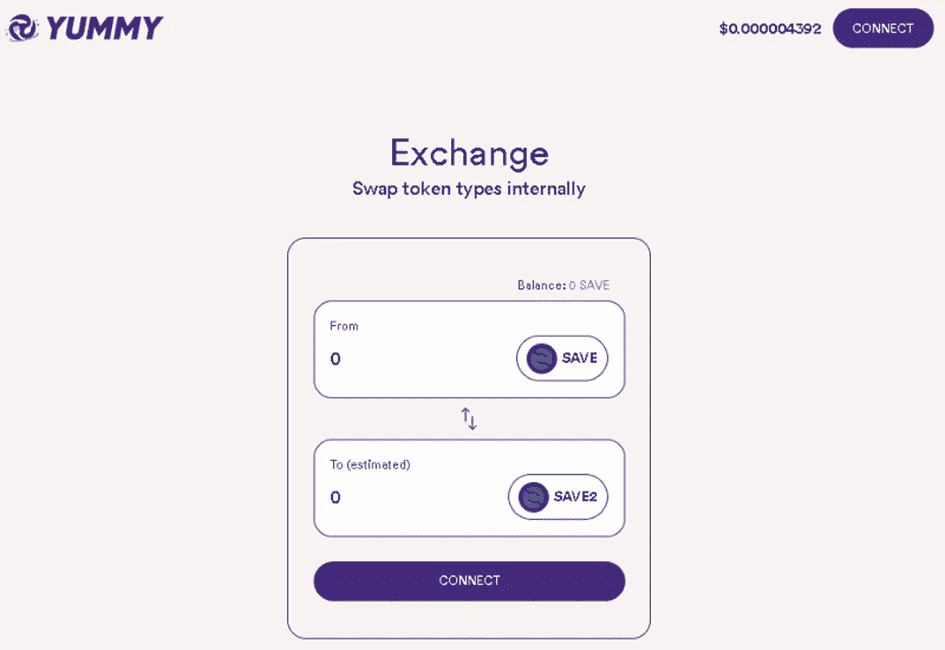 YUMMY
$0.000004392 CONNECT
Exchange
Swap token types internally
Balance: 0 SAVE
From
0 SAVE
To (estimated)
0 SAVE2
CONNECT